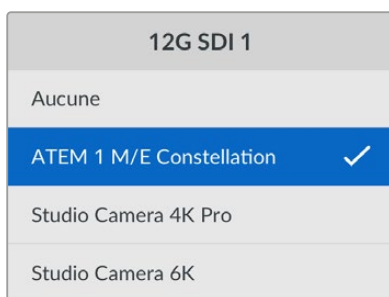 12G SDI 1
Aucune
ATEM 1 M/E Constellation
Studio Camera 4K Pro
Studio Camera 6K